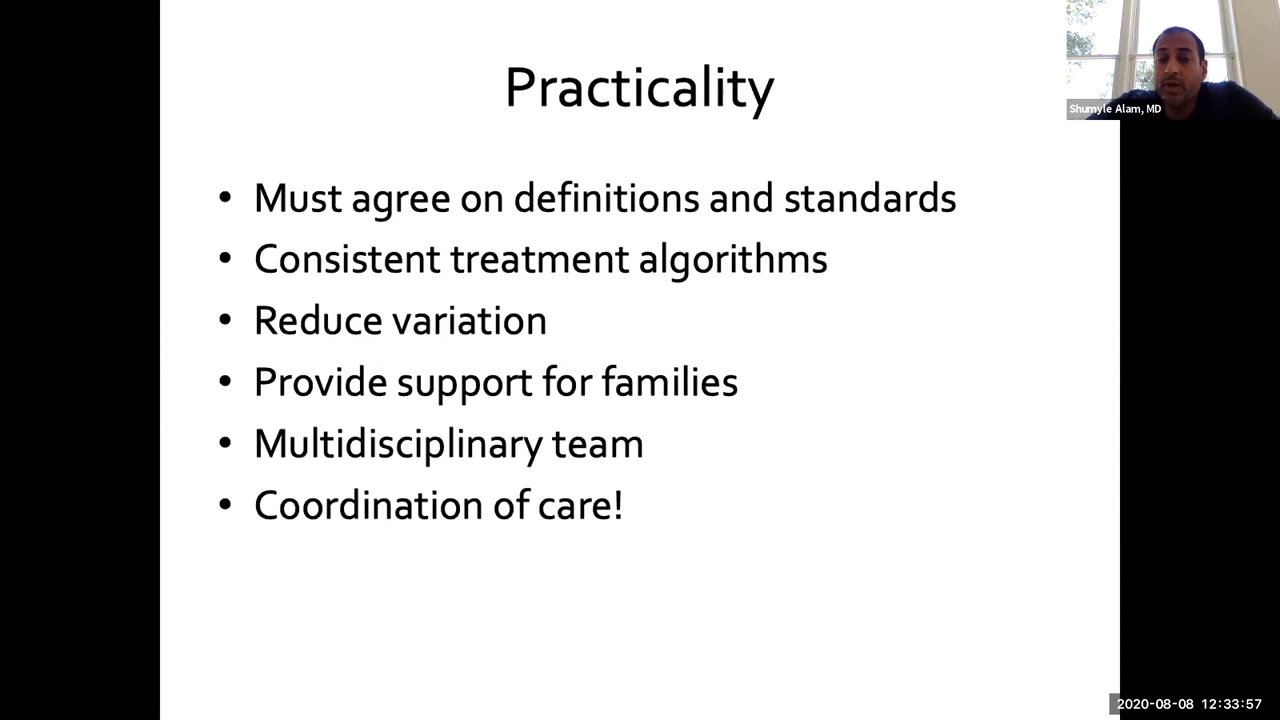 Practicality
Shumyle Alam, MD
• Must agree on definitions and standards
• Consistent treatment algorithms
• Reduce variation
• Provide support for families
• Multidisciplinary team
• Coordination of care!
2020-08-08 12:33:57